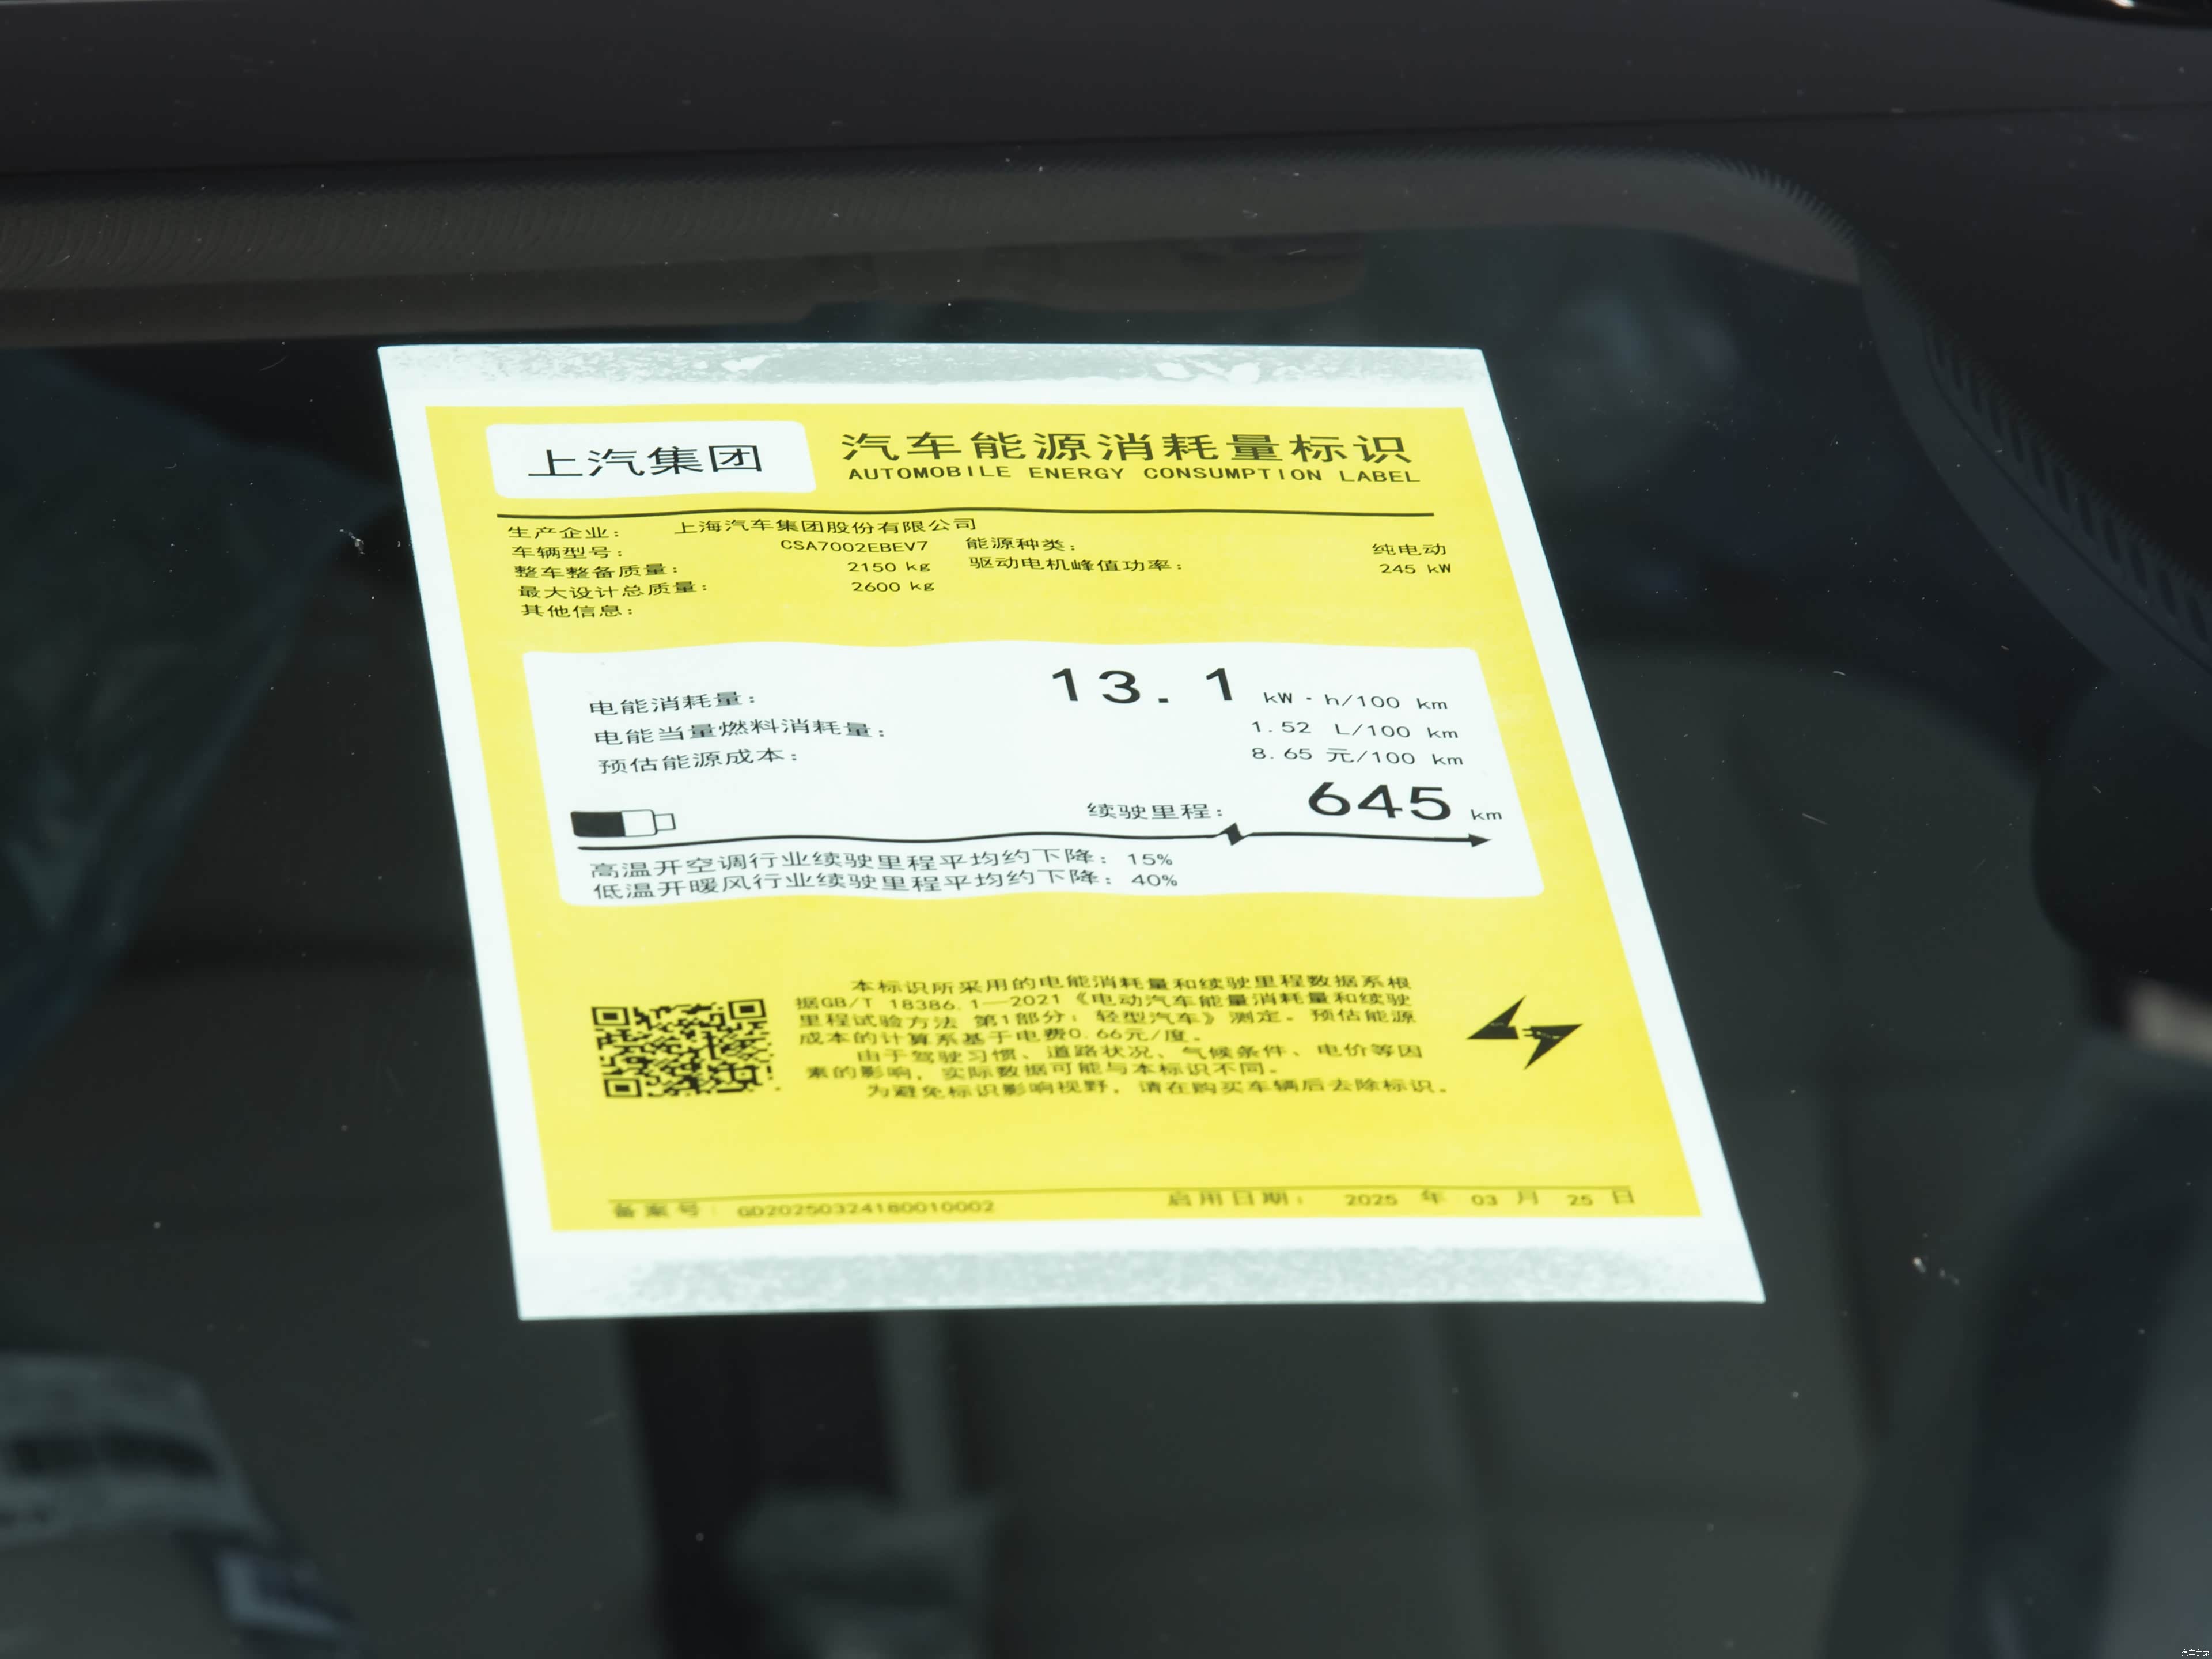 上汽集团
汽车能源消耗量标识
AUTOMOBILE ENERGY CONSUMPTION LABEL
生产企业： 上海汽车集团股份有限公司
车辆型号： CSA7002EBEV7 能源种类： 纯电动
整车整备质量： 2150 kg 驱动电机峰值功率： 245 kW
最大设计总质量： 2600 kg
其他信息：
电能消耗量： 13.1 kW·h/100 km
电能当量燃料消耗量： 1.52 L/100 km
预估能源成本： 8.65 元/100 km
续驶里程： 645 km
高温开空调行业续驶里程平均约下降：15%
低温开暖风行业续驶里程平均约下降：40%
本标识所采用的电能消耗量和续驶里程数据系根
据GB/T 18386.1—2021《电动汽车能量消耗量和续驶
里程试验方法 第1部分：轻型汽车》测定。预估能源
成本的计算系基于电费0.66元/度。
由于驾驶习惯、道路状况、气候条件、电价等因
素的影响，实际数据可能与本标识不同。
为避免标识影响视野，请在购买车辆后去除标识。
备案号： GD20250324180010002 启用日期： 2025 年 03 月 25 日
汽车之家